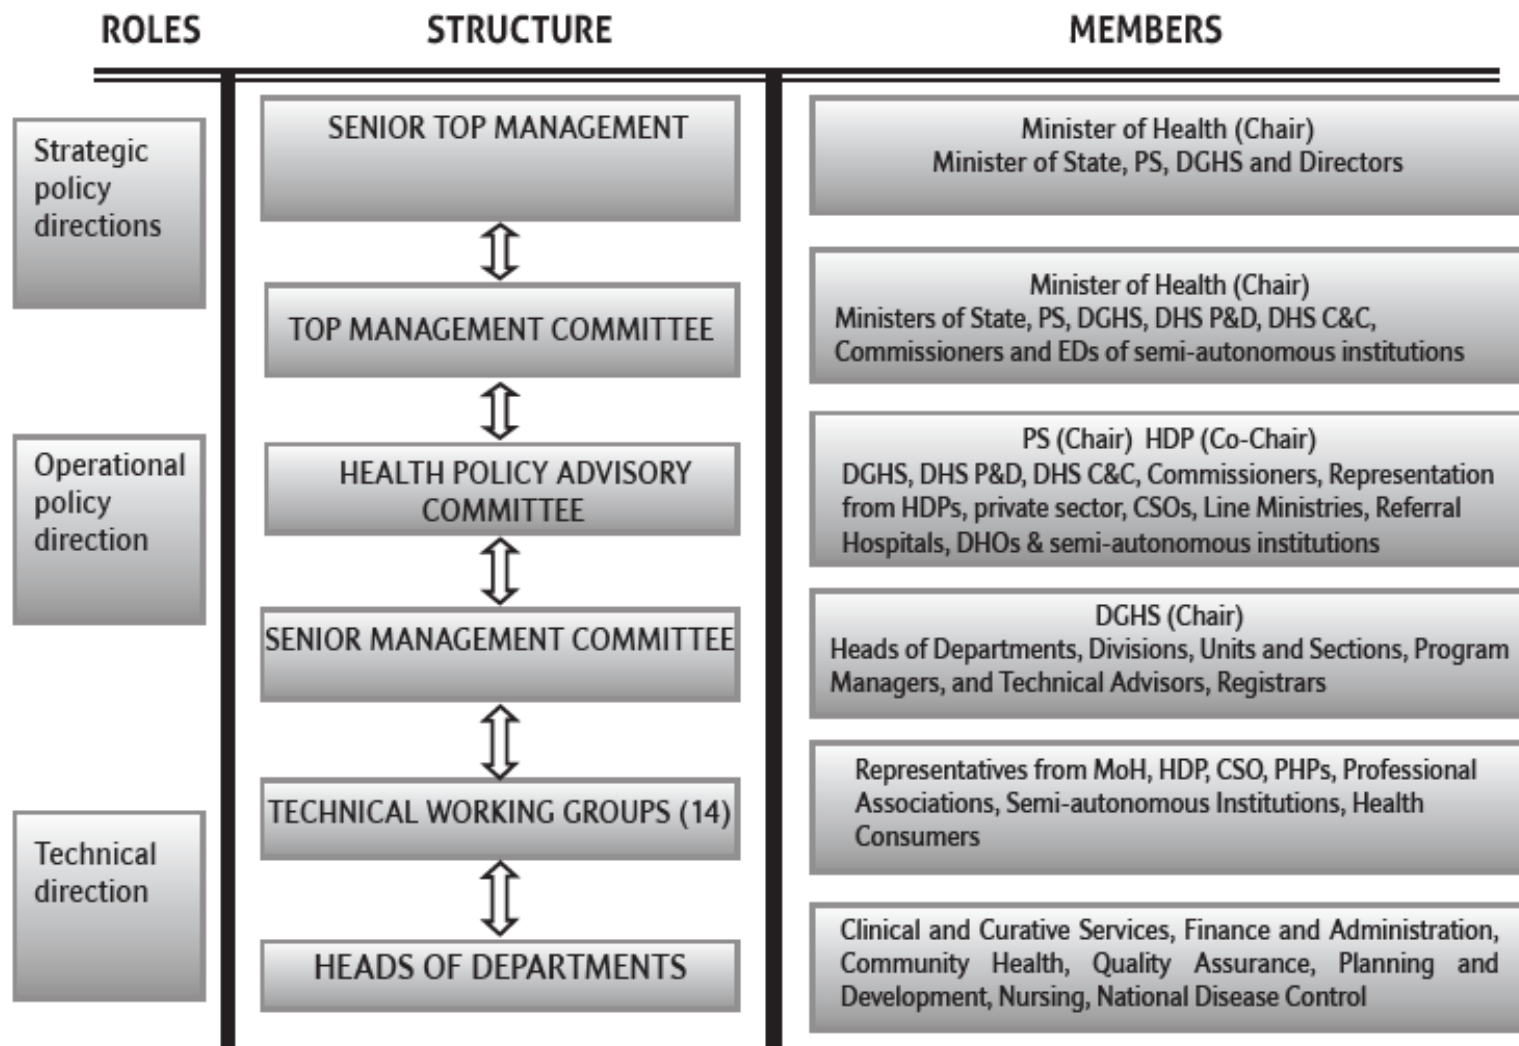 ROLES
STRUCTURE
MEMBERS
Strategic
policy
directions
Operational
policy
direction
Technical
direction
SENIOR TOP MANAGEMENT
TOP MANAGEMENT COMMITTEE
HEALTH POLICY ADVISORY
COMMITTEE
SENIOR MANAGEMENT COMMITTEE
TECHNICAL WORKING GROUPS (14)
HEADS OF DEPARTMENTS
Minister of Health (Chair)
Minister of State, PS, DGHS and Directors
Minister of Health (Chair)
Ministers of State, PS, DGHS, DHS P&D, DHS C&C,
Commissioners and EDs of semi-autonomous institutions
PS (Chair) HDP (Co-Chair)
DGHS, DHS P&D, DHS C&C, Commissioners, Representation
from HDPs, private sector, CSOs, Line Ministries, Referral
Hospitals, DHOs & semi-autonomous institutions
DGHS (Chair)
Heads of Departments, Divisions, Units and Sections, Program
Managers, and Technical Advisors, Registrars
Representatives from MoH, HDP, CSO, PHPs, Professional
Associations, Semi-autonomous Institutions, Health
Consumers
Clinical and Curative Services, Finance and Administration,
Community Health, Quality Assurance, Planning and
Development, Nursing, National Disease Control